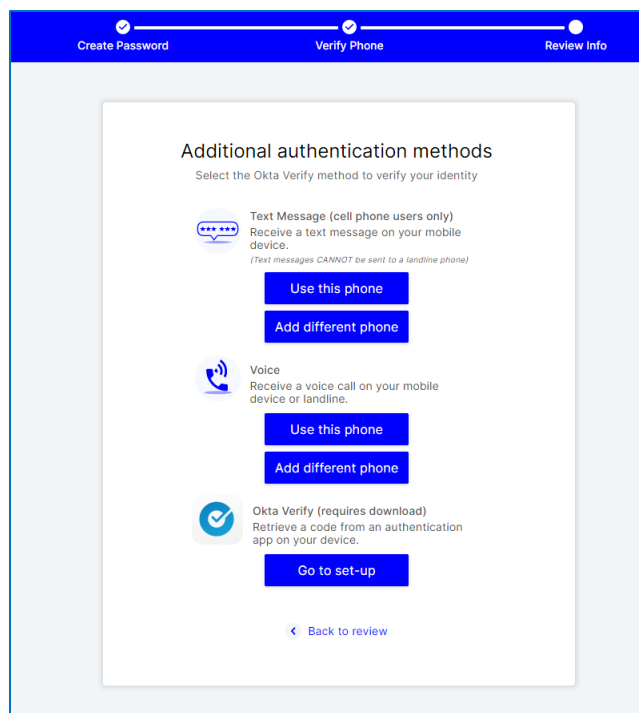 Create Password
Verify Phone
Review Info
Additional authentication methods
Select the Okta Verify method to verify your identity
*** ***
Text Message (cell phone users only)
Receive a text message on your mobile
device.
(Text messages CANNOT be sent to a landline phone)
Use this phone
Add different phone
Voice
Receive a voice call on your mobile
device or landline.
Use this phone
Add different phone
Okta Verify (requires download)
Retrieve a code from an authentication
app on your device.
Go to set-up
Back to review